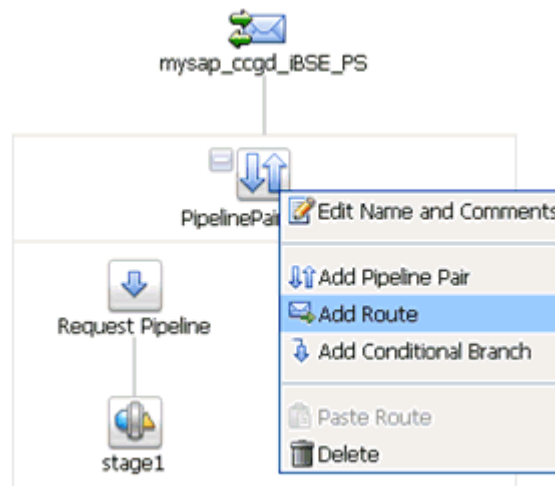 mysap_ccgd_iBSE_PS
PipelinePai
Edit Name and Comments
Add Pipeline Pair
Add Route
Add Conditional Branch
Paste Route
Delete
Request Pipeline
stage1